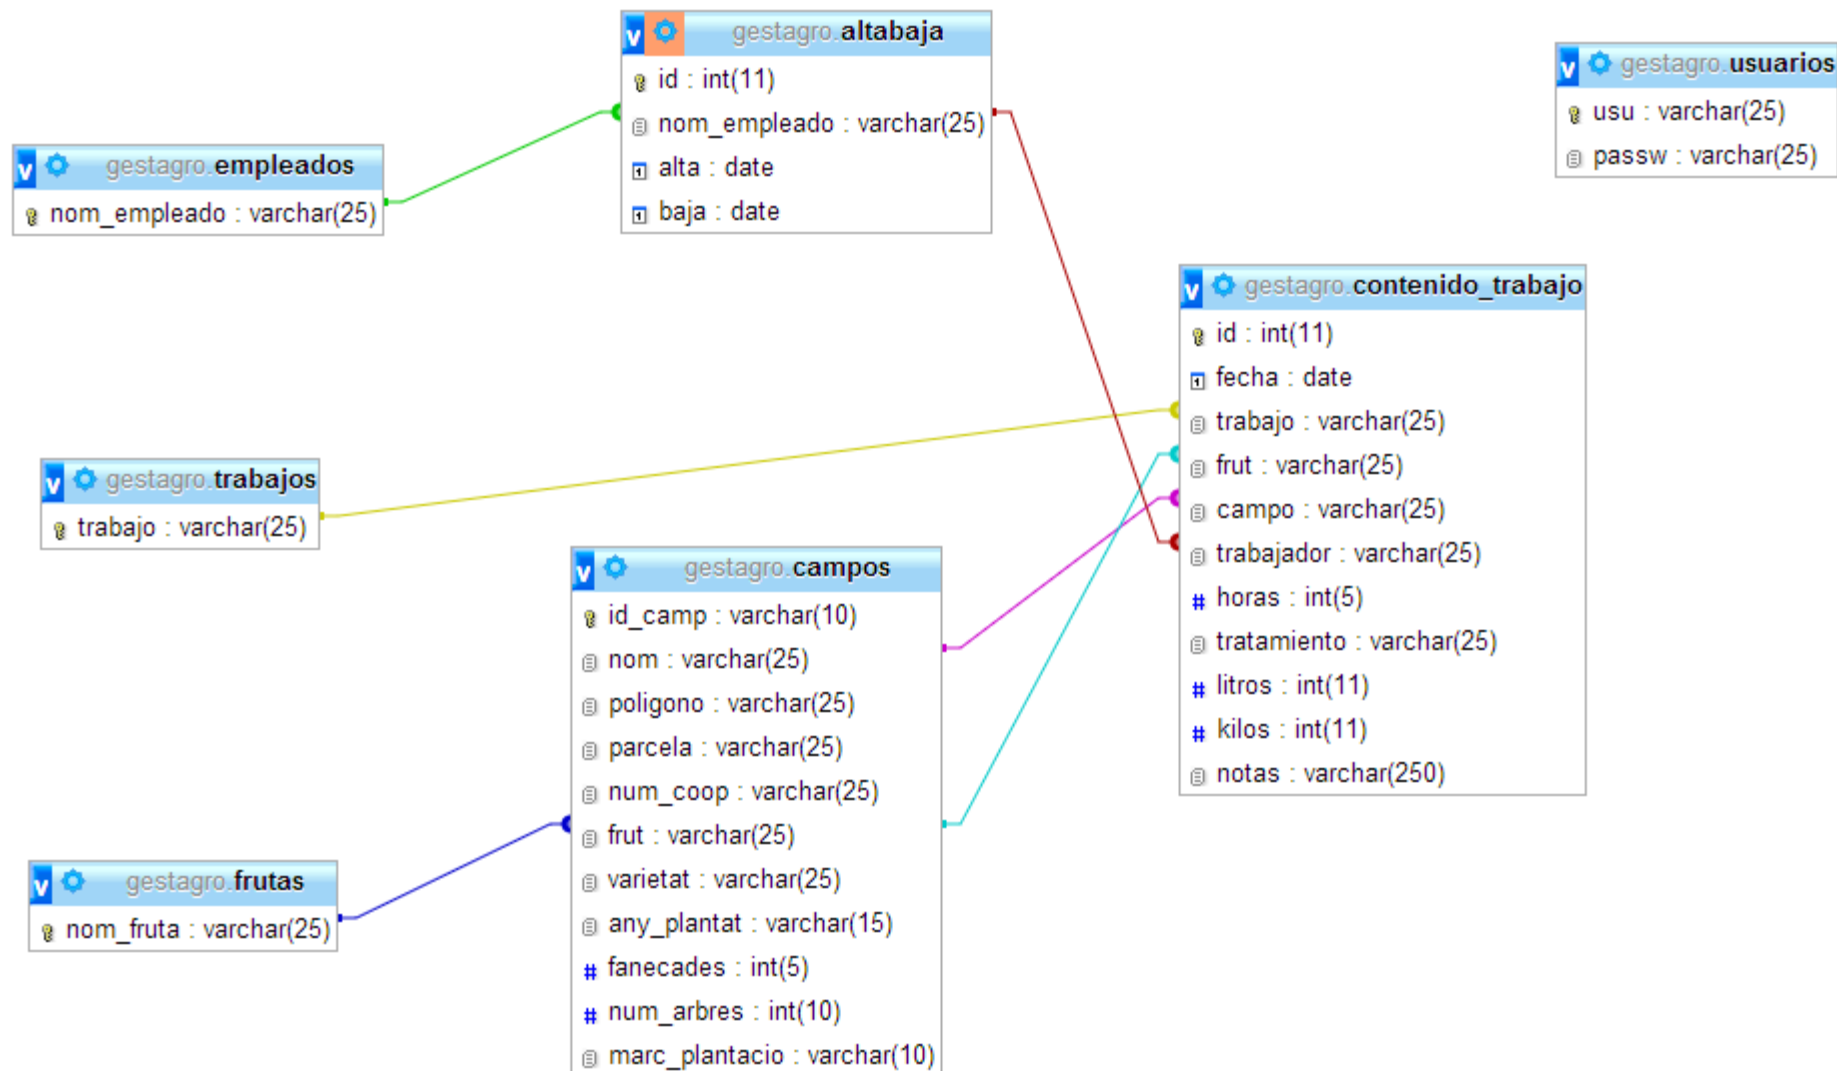 gestagro.altabaja
id : int(11)
nom_empleado : varchar(25)
alta : date
baja : date
gestagro.usuarios
usu : varchar(25)
passw : varchar(25)
gestagro.empleados
nom_empleado : varchar(25)
gestagro.contenido_trabajo
id : int(11)
fecha : date
trabajo : varchar(25)
frut : varchar(25)
campo : varchar(25)
trabajador : varchar(25)
horas : int(5)
tratamiento : varchar(25)
litros : int(11)
kilos : int(11)
notas : varchar(250)
gestagro.trabajos
trabajo : varchar(25)
gestagro.campos
id_camp : varchar(10)
nom : varchar(25)
poligono : varchar(25)
parcela : varchar(25)
num_coop : varchar(25)
frut : varchar(25)
varietat : varchar(25)
any_plantat : varchar(15)
fanecades : int(5)
num_arbres : int(10)
marc_plantacio : varchar(10)
gestagro.frutas
nom_fruta : varchar(25)